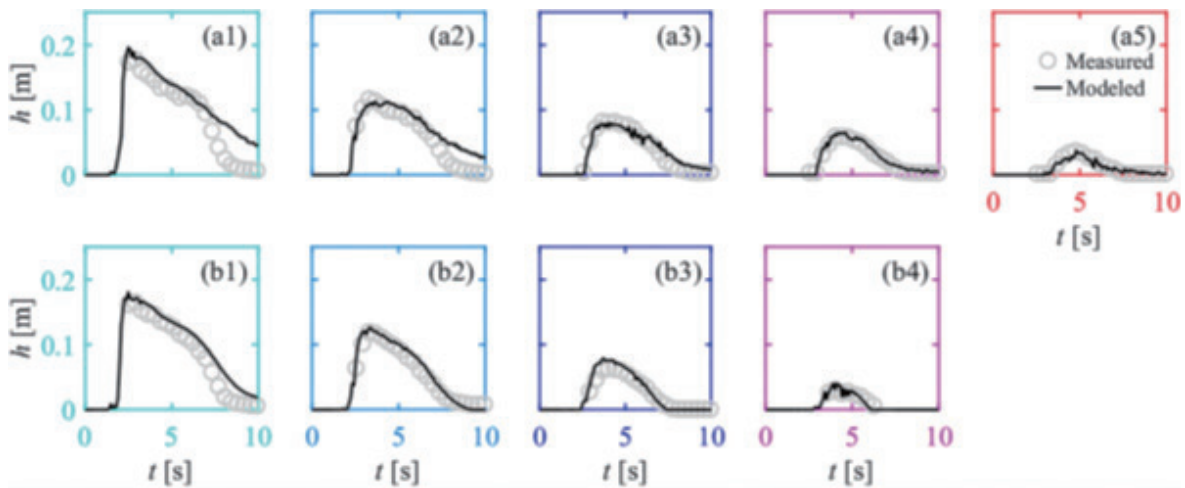 (a1) (a2) (a3) (a4) (a5)
0.2
Measured
h [m] 0.1
Modeled
0
0 5 10
t [s]
(b1) (b2) (b3) (b4)
0.2
h [m] 0.1
0
0 5 10 0 5 10 0 5 10 0 5 10
t [s] t [s] t [s] t [s]